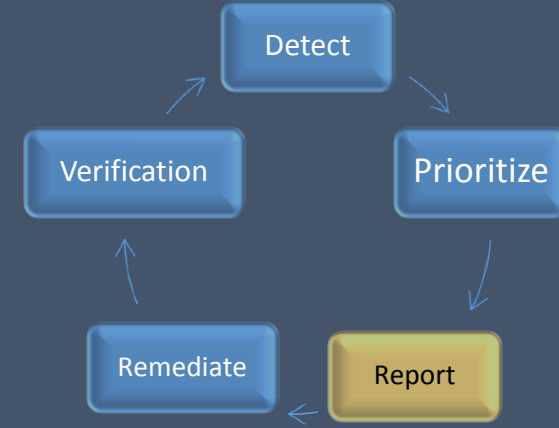 Detect
Prioritize
Report
Remediate
Verification